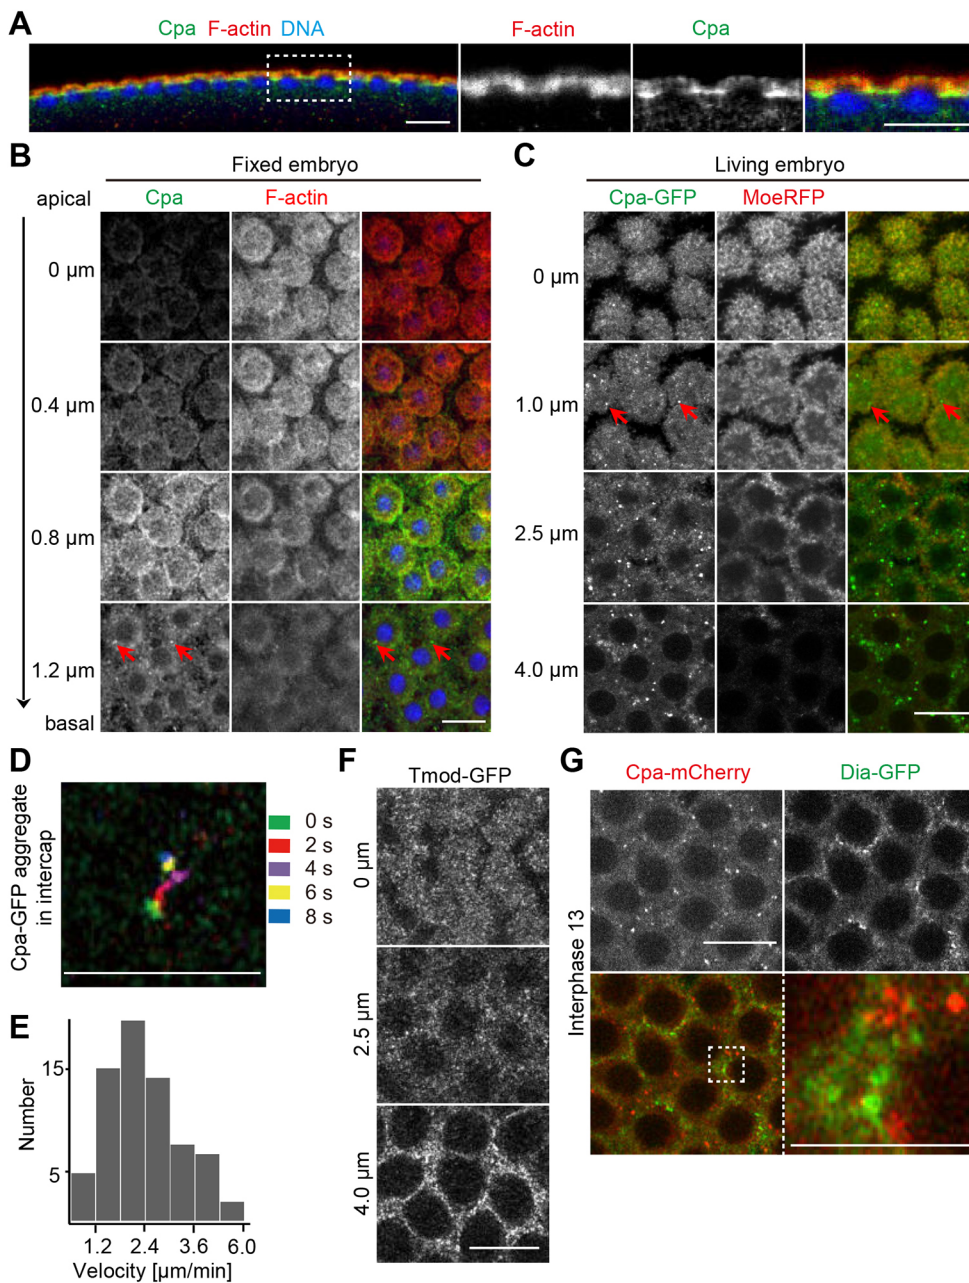 A
Cpa F-actin DNA
F-actin
Cpa
B
Fixed embryo
apical
Cpa
F-actin
0 µm
0.4 µm
0.8 µm
1.2 µm
basal
C
Living embryo
Cpa-GFP
MoeRFP
0 µm
1.0 µm
2.5 µm
4.0 µm
D
Cpa-GFP aggregate
in intercap
0 s
2 s
4 s
6 s
8 s
E
Number
15
5
1.2 2.4 3.6 6.0
Velocity [µm/min]
F
Tmod-GFP
0 µm
2.5 µm
4.0 µm
G
Cpa-mCherry
Dia-GFP
Interphase 13